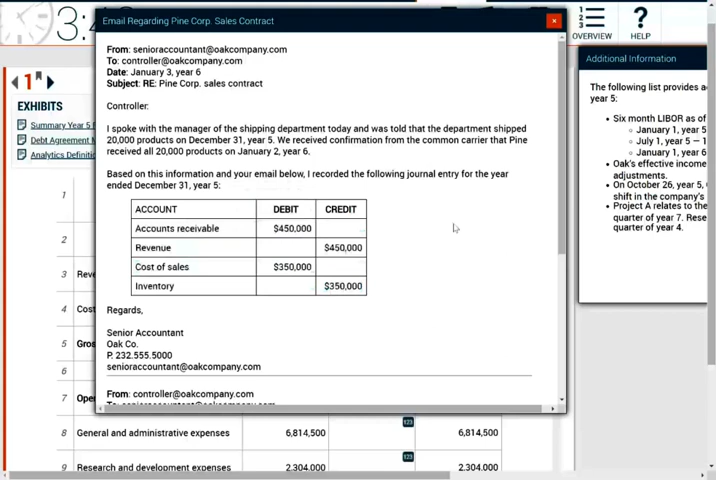 3:4
Email Regarding Pine Corp. Sales Contract
OVERVIEW
HELP
From: senioraccountant@oakcompany.com
To: controller@oakcompany.com
Date: January 3, year 6
Subject: RE: Pine Corp. sales contract
Controller:
I spoke with the manager of the shipping department today and was told that the department shipped
20,000 products on December 31, year 5. We received confirmation from the common carrier that Pine
received all 20,000 products on January 2, year 6.
Based on this information and your email below, I recorded the following journal entry for the year
ended December 31, year 5:
ACCOUNT DEBIT CREDIT
Accounts receivable $450,000
Revenue $450,000
Cost of sales $350,000
Inventory $350,000
Regards,
Senior Accountant
Oak Co.
P. 232.555.5000
senioraccountant@oakcompany.com
From: controller@oakcompany.com
1
EXHIBITS
Summary Year 5
Debt Agreement
Analytics Definitio
1
2
3 Rev
4 Cost
5 Gros
6
7 Ope
8 General and administrative expenses 6,814,500 123 6,814,500
9 Research and development expenses 2,304,000 123 2,304,000
Additional Information
The following list provides a
year 5:
Six month LIBOR as of
January 1, year 5
July 1, year 5 — 1
January 1, year 6
Oak's effective income
adjustments.
On October 26, year 5,
shift in the company's
Project A relates to the
quarter of year 7. Rese
quarter of year 4.